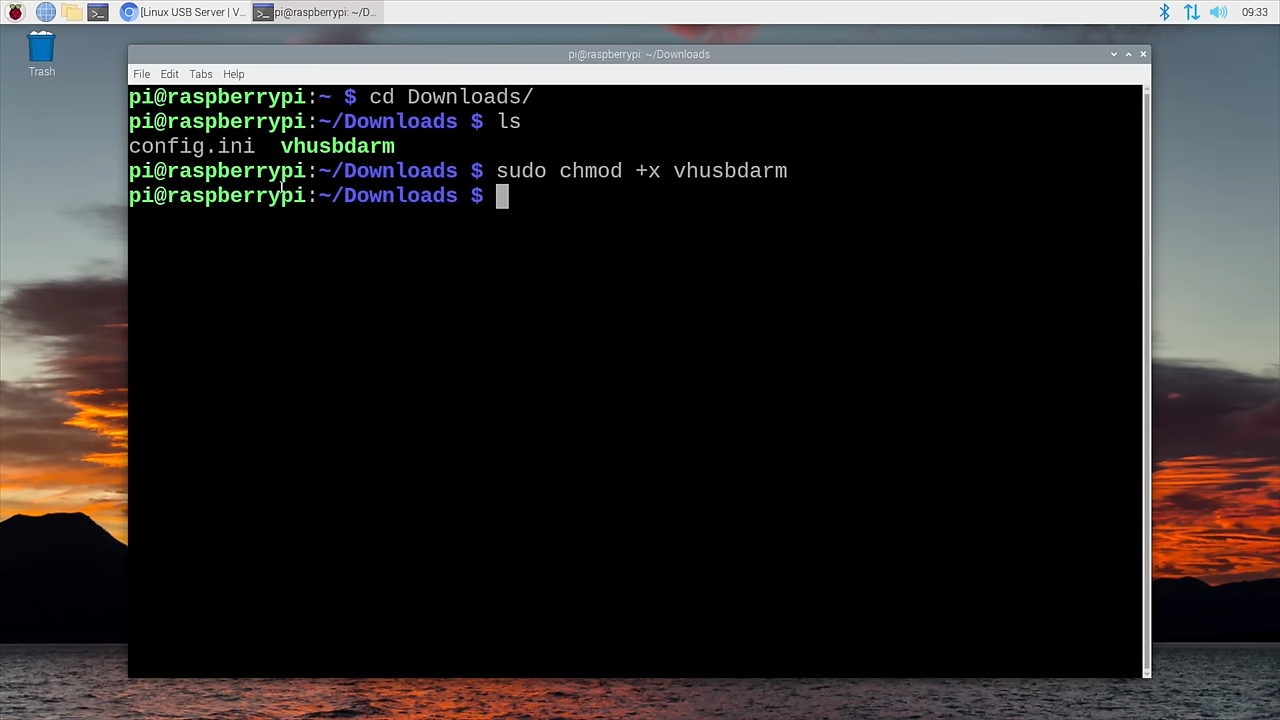 [Linux USB Server | V...
pi@raspberrypi: ~/D...
09:33
Trash
pi@raspberrypi: ~/Downloads
File Edit Tabs Help
pi@raspberrypi:~ $ cd Downloads/
pi@raspberrypi:~/Downloads $ ls
config.ini  vhusbdarm
pi@raspberrypi:~/Downloads $ sudo chmod +x vhusbdarm
pi@raspberrypi:~/Downloads $